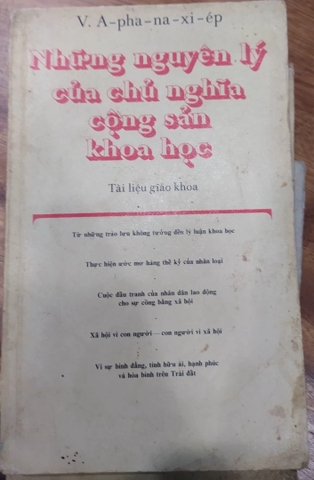 V. A-pha-na-xi-ép
Những nguyên lý
của chủ nghĩa
cộng sản
khoa học
Tài liệu giáo khoa
Từ những trào lưu không tưởng đến lý luận khoa học
Thực hiện ước mơ hàng thế kỷ của nhân loại
Cuộc đấu tranh của nhân dân lao động
cho sự công bằng xã hội
Xã hội vì con người — con người vì xã hội
Vì sự bình đẳng, tình hữu ái, hạnh phúc
và hòa bình trên Trái đất